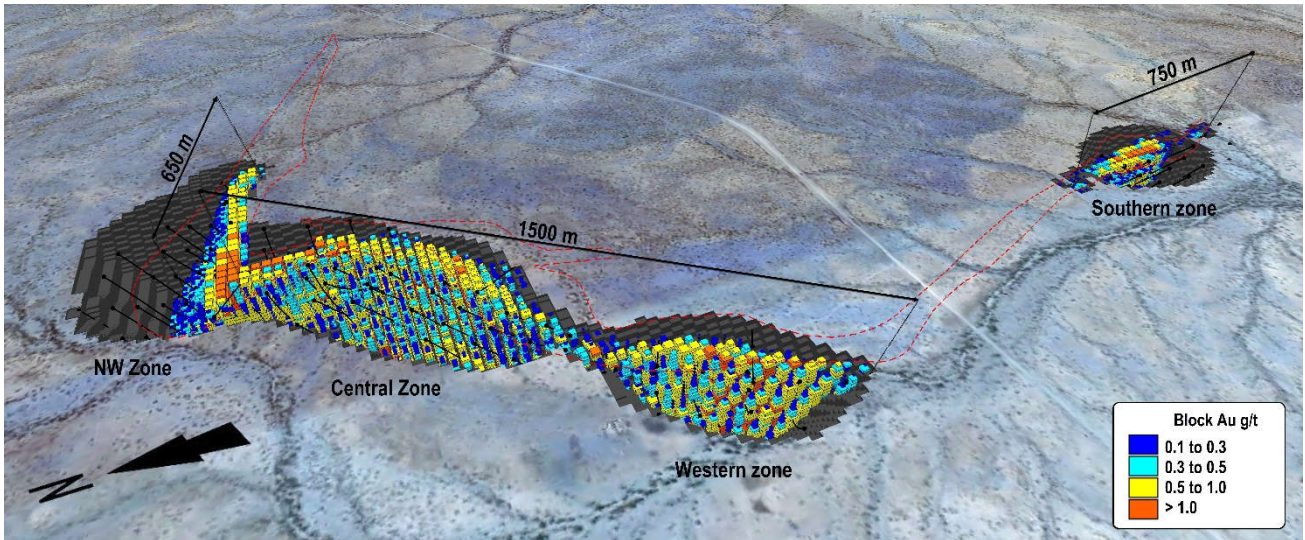 750 m
650 m
1500 m
Southern zone
NW Zone
Central Zone
Western zone
N
Block Au g/t
0.1 to 0.3
0.3 to 0.5
0.5 to 1.0
> 1.0